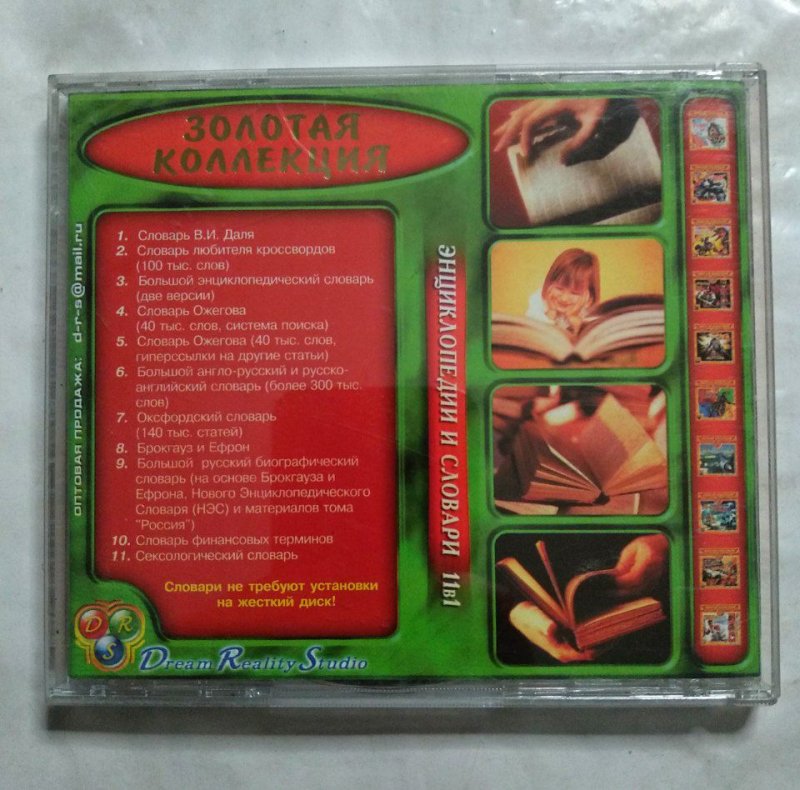 ЗОЛОТАЯ
КОЛЛЕКЦИЯ
1. Словарь В.И. Даля
2. Словарь любителя кроссвордов
(100 тыс. слов)
3. Большой энциклопедический словарь
(две версии)
4. Словарь Ожегова
(40 тыс. слов, система поиска)
5. Словарь Ожегова (40 тыс. слов,
гиперссылки на другие статьи)
6. Большой англо-русский и русско-
английский словарь (более 300 тыс.
слов)
7. Оксфордский словарь
(140 тыс. статей)
8. Брокгауз и Ефрон
9. Большой русский биографический
словарь (на основе Брокгауза и
Ефрона, Нового Энциклопедического
Словаря (НЭС) и материалов тома
"Россия")
10. Словарь финансовых терминов
11. Сексологический словарь
Словари не требуют установки
на жесткий диск!
DRS
Dream Reality Studio
ОПТОВАЯ ПРОДАЖА: d-r-s@mail.ru
ЭНЦИКЛОПЕДИИ И СЛОВАРИ 11в1